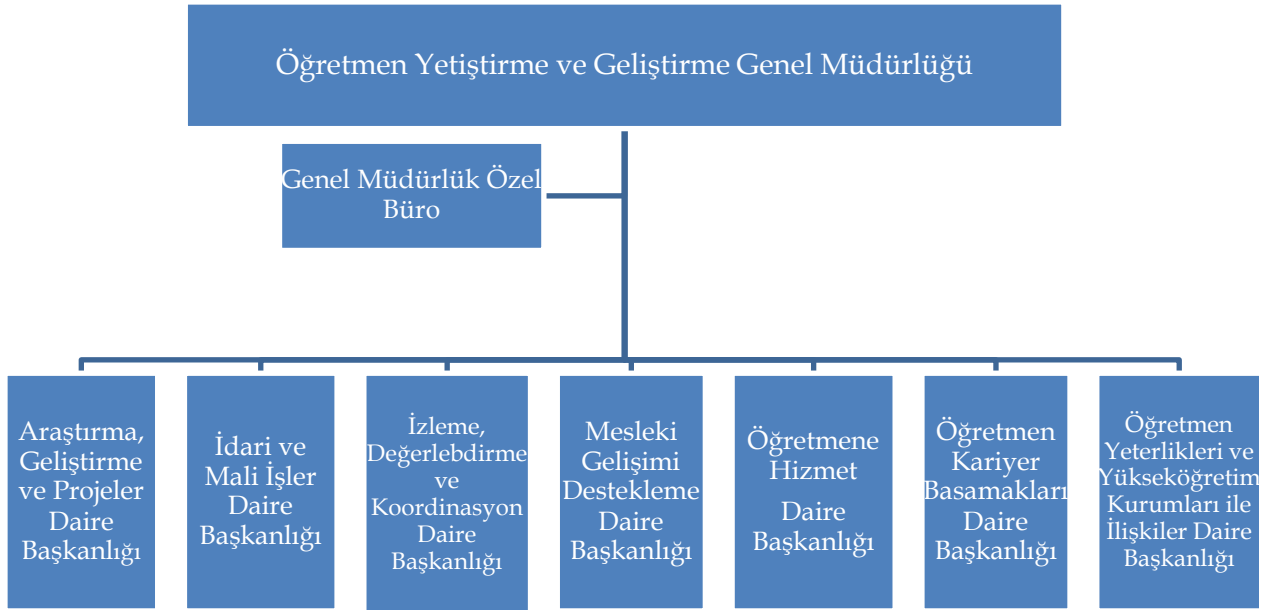 Öğretmen Yetiştirme ve Geliştirme Genel Müdürlüğü
Genel Müdürlük Özel
Büro
Araştırma,
Geliştirme
ve Projeler
Daire
Başkanlığı
İdari ve
Mali İşler
Daire
Başkanlığı
İzleme,
Değerlebdirme
ve
Koordinasyon
Daire
Başkanlığı
Mesleki
Gelişimi
Destekleme
Daire
Başkanlığı
Öğretmene
Hizmet
Daire
Başkanlığı
Öğretmen
Kariyer
Basamakları
Daire
Başkanlığı
Öğretmen
Yeterlikleri ve
Yükseköğretim
Kurumları ile
İlişkiler Daire
Başkanlığı